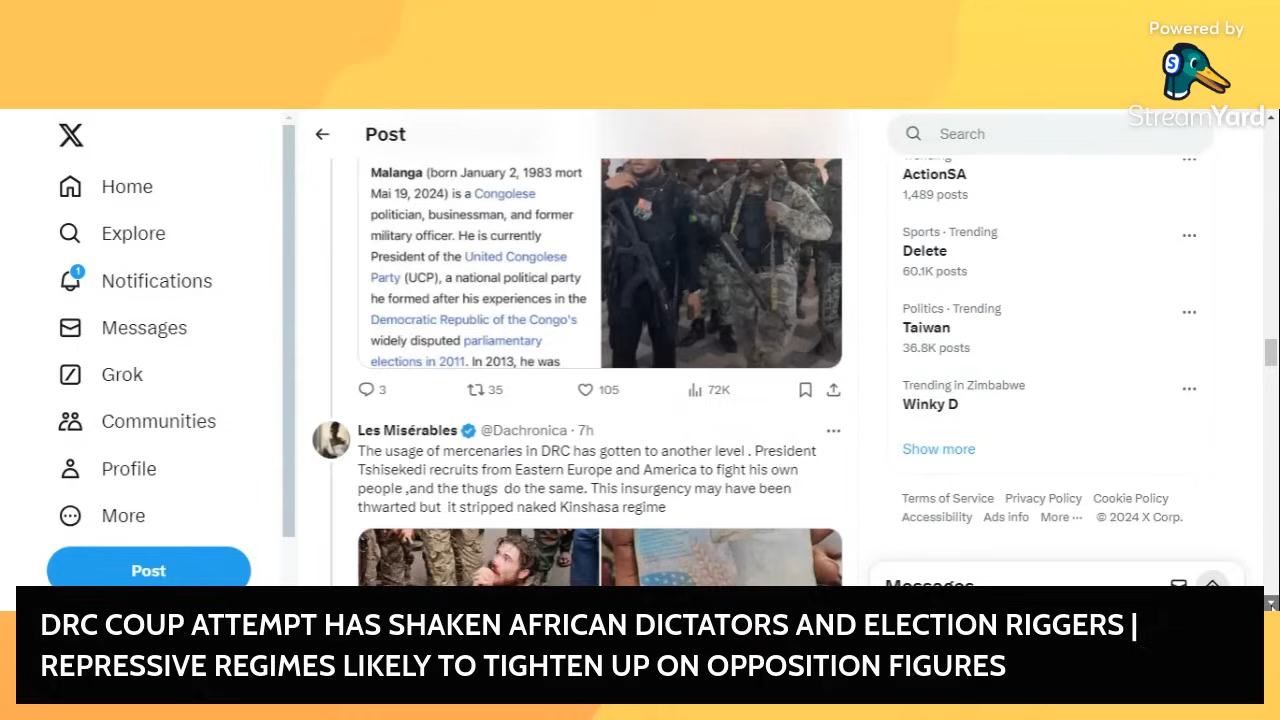 Powered by
StreamYard
X
Home
Explore
1
Notifications
Messages
Grok
Communities
Profile
More
Post
Post
Malanga (born January 2, 1983 mort
Mai 19, 2024) is a Congolese
politician, businessman, and former
military officer. He is currently
President of the United Congolese
Party (UCP), a national political party
he formed after his experiences in the
Democratic Republic of the Congo's
widely disputed parliamentary
elections in 2011. In 2013, he was
3
35
105
72K
Les Misérables @Dachronica · 7h
The usage of mercenaries in DRC has gotten to another level . President
Tshisekedi recruits from Eastern Europe and America to fight his own
people ,and the thugs do the same. This insurgency may have been
thwarted but it stripped naked Kinshasa regime
Search
ActionSA
1,489 posts
Sports · Trending
Delete
60.1K posts
Politics · Trending
Taiwan
36.8K posts
Trending in Zimbabwe
Winky D
Show more
Terms of Service Privacy Policy Cookie Policy
Accessibility Ads info More ··· © 2024 X Corp.
Messages
DRC COUP ATTEMPT HAS SHAKEN AFRICAN DICTATORS AND ELECTION RIGGERS |
REPRESSIVE REGIMES LIKELY TO TIGHTEN UP ON OPPOSITION FIGURES